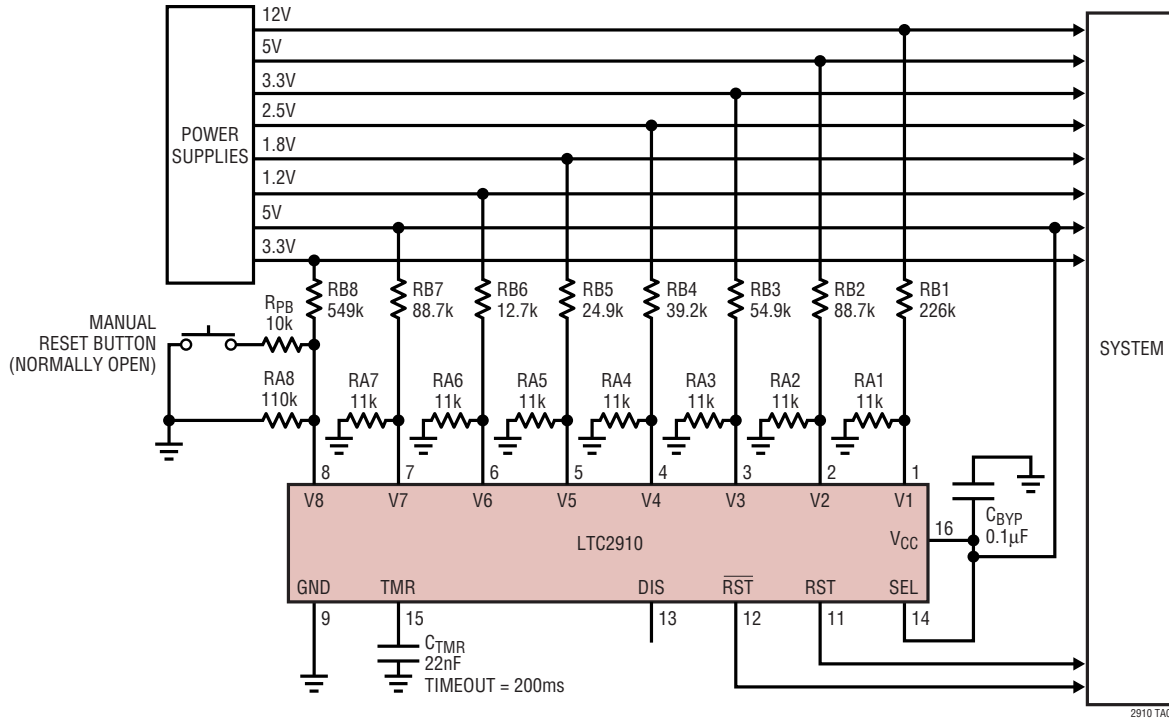 12V
5V
3.3V
2.5V
1.8V
1.2V
5V
3.3V
POWER
SUPPLIES
SYSTEM
MANUAL
RESET BUTTON
(NORMALLY OPEN)
RPB
10k
RB8
549k
RB7
88.7k
RB6
12.7k
RB5
24.9k
RB4
39.2k
RB3
54.9k
RB2
88.7k
RB1
226k
RA8
110k
RA7
11k
RA6
11k
RA5
11k
RA4
11k
RA3
11k
RA2
11k
RA1
11k
8 7 6 5 4 3 2 1
V8 V7 V6 V5 V4 V3 V2 V1
LTC2910
VCC
16
CBYP
0.1µF
GND TMR DIS RST RST SEL
9 15 13 12 11 14
CTMR
22nF
TIMEOUT = 200ms